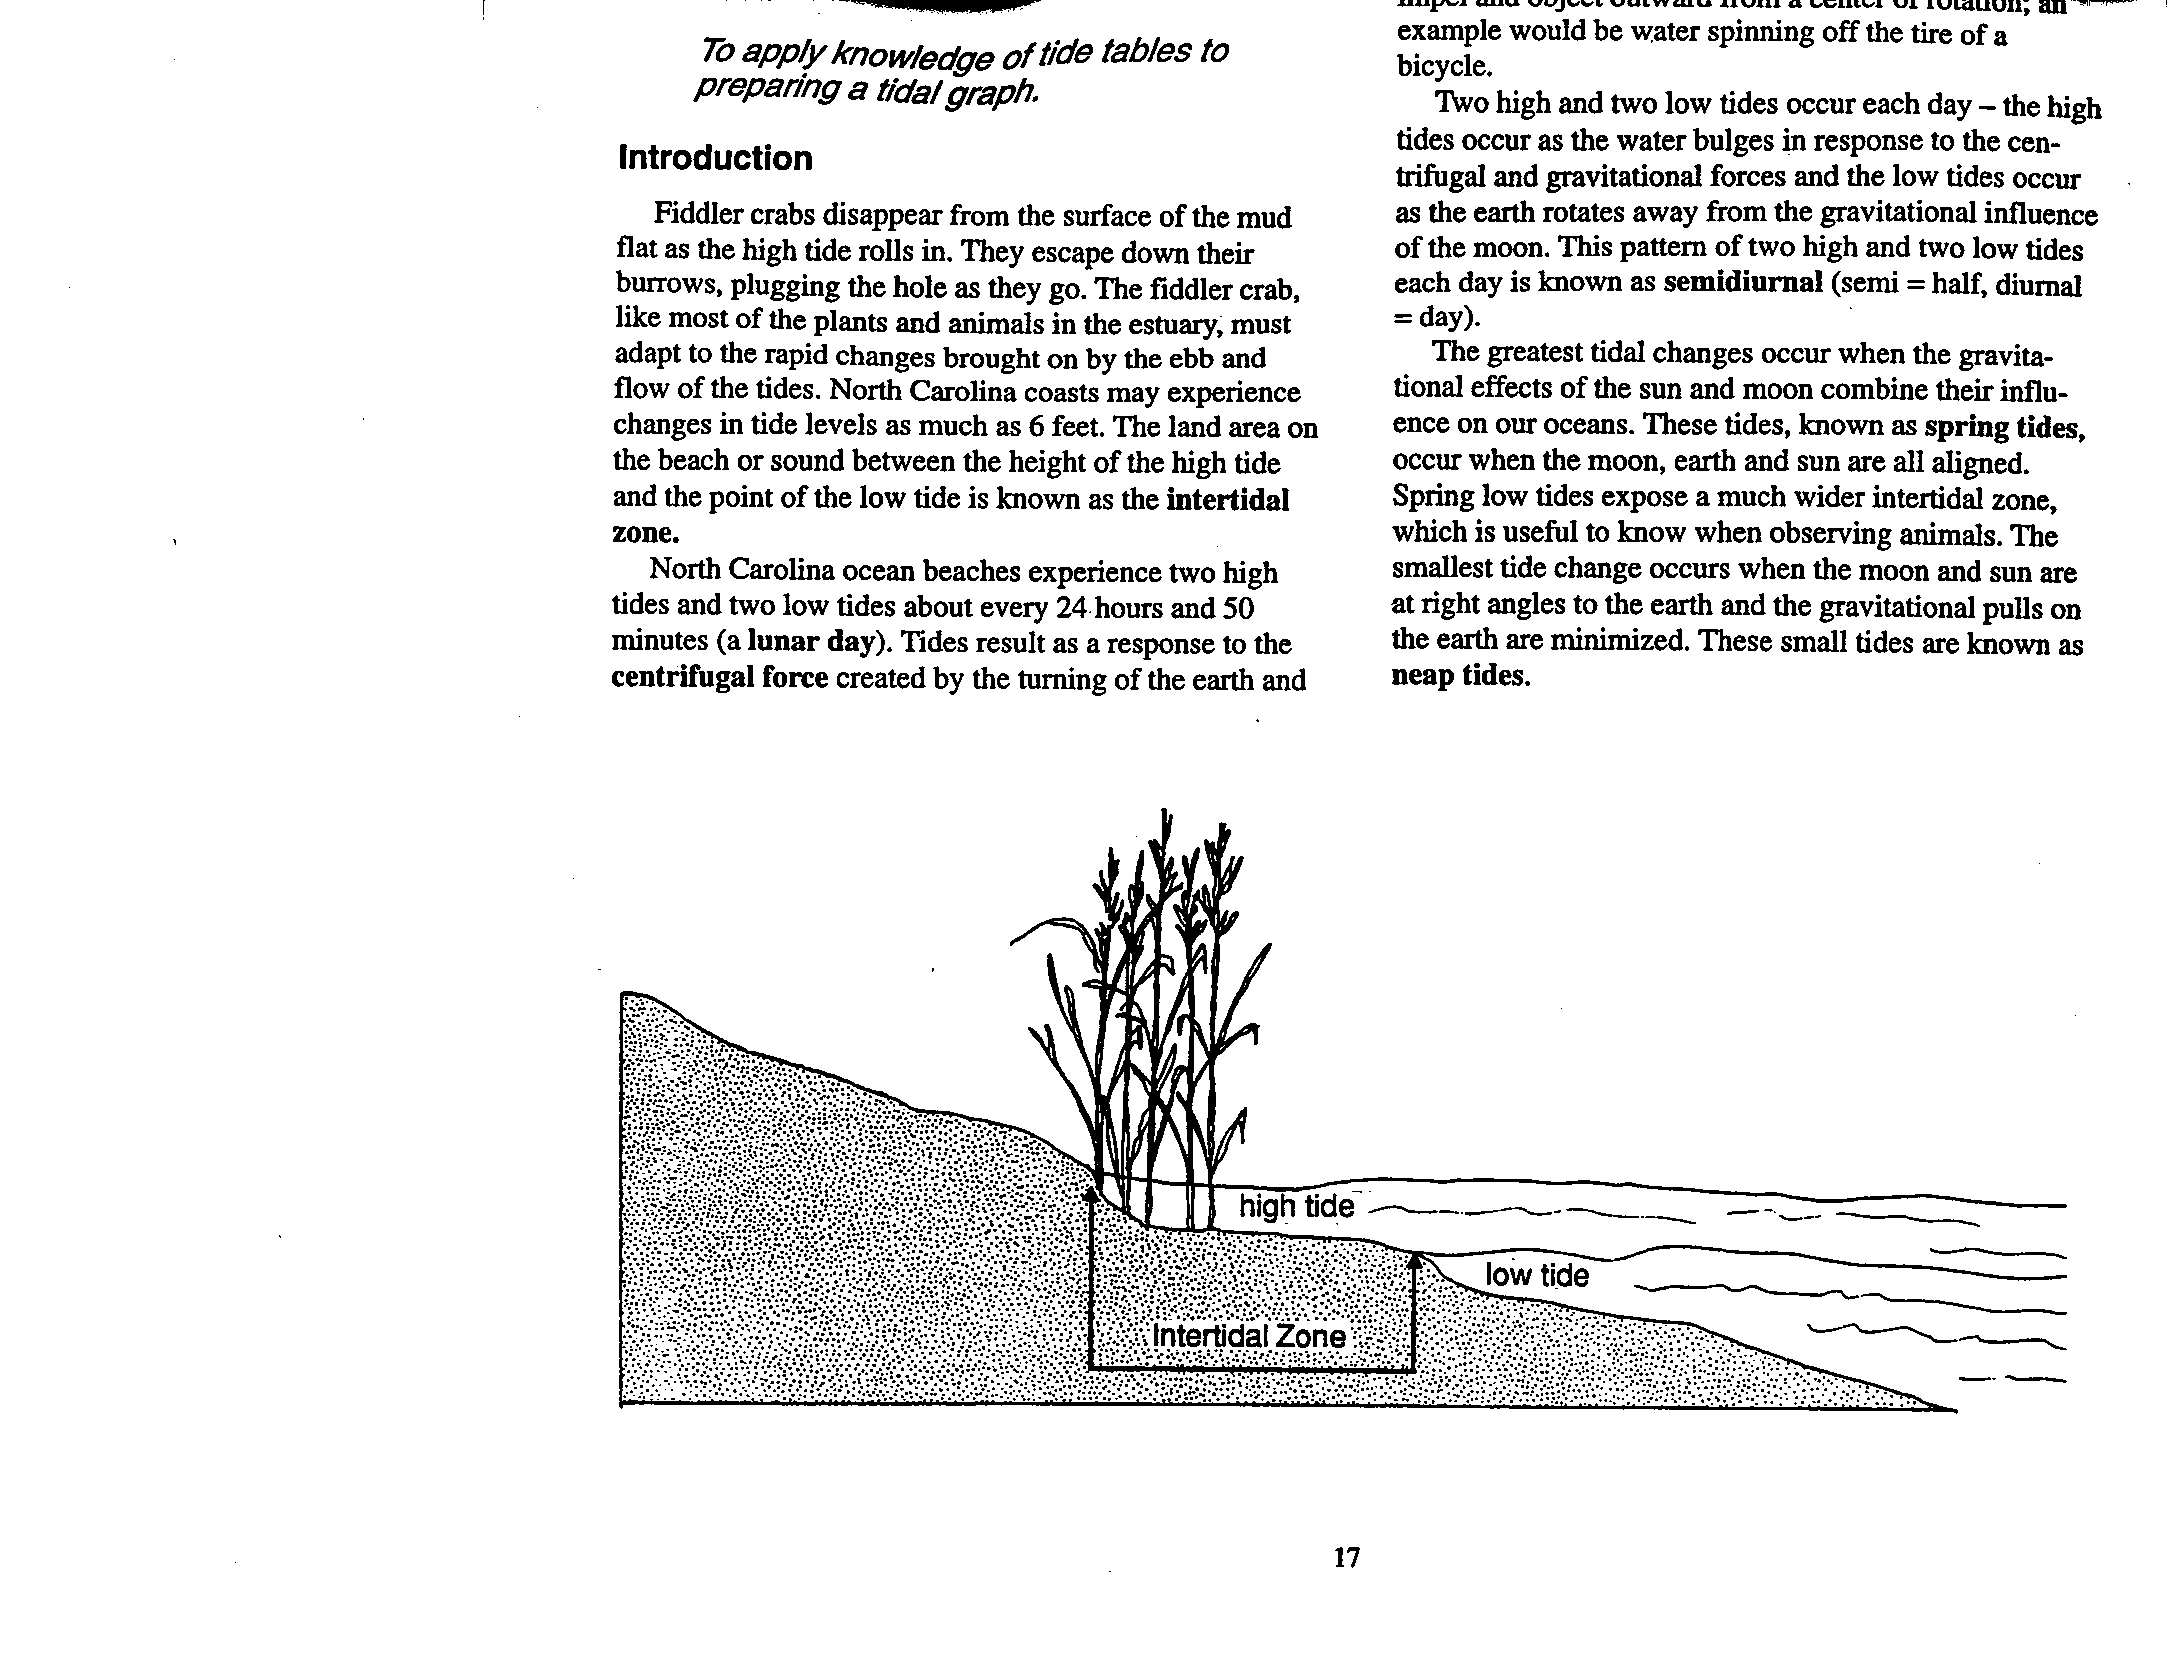 To apply knowledge of tide tables to
preparing a tidal graph.
Introduction
Fiddler crabs disappear from the surface of the mud
flat as the high tide rolls in. They escape down their
burrows, plugging the hole as they go. The fiddler crab,
like most of the plants and animals in the estuary, must
adapt to the rapid changes brought on by the ebb and
flow of the tides. North Carolina coasts may experience
changes in tide levels as much as 6 feet. The land area on
the beach or sound between the height of the high tide
and the point of the low tide is known as the intertidal
zone.
North Carolina ocean beaches experience two high
tides and two low tides about every 24 hours and 50
minutes (a lunar day). Tides result as a response to the
centrifugal force created by the turning of the earth and
impel and object outward from a center of rotation; an
example would be water spinning off the tire of a
bicycle.
Two high and two low tides occur each day – the high
tides occur as the water bulges in response to the cen-
trifugal and gravitational forces and the low tides occur
as the earth rotates away from the gravitational influence
of the moon. This pattern of two high and two low tides
each day is known as semidiurnal (semi = half, diurnal
= day).
The greatest tidal changes occur when the gravita-
tional effects of the sun and moon combine their influ-
ence on our oceans. These tides, known as spring tides,
occur when the moon, earth and sun are all aligned.
Spring low tides expose a much wider intertidal zone,
which is useful to know when observing animals. The
smallest tide change occurs when the moon and sun are
at right angles to the earth and the gravitational pulls on
the earth are minimized. These small tides are known as
neap tides.
high tide
low tide
Intertidal Zone
17